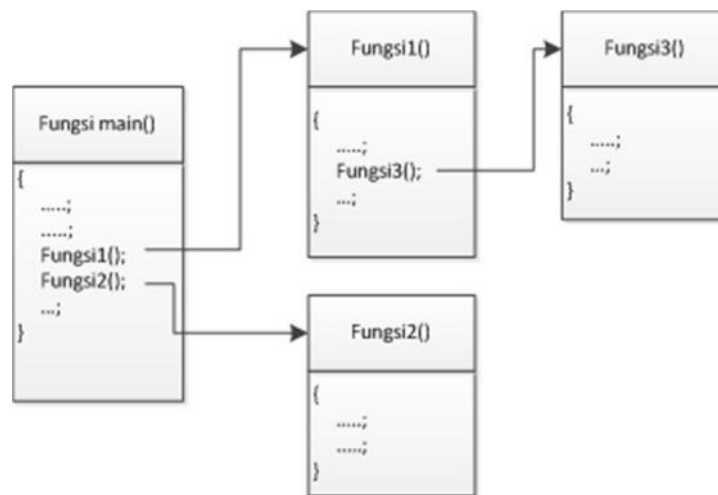 Fungsi main()
{
.....;
.....;
Fungsi1();
Fungsi2();
...;
}
Fungsi1()
{
.....;
Fungsi3();
...;
}
Fungsi3()
{
.....;
...;
}
Fungsi2()
{
.....;
.....;
}